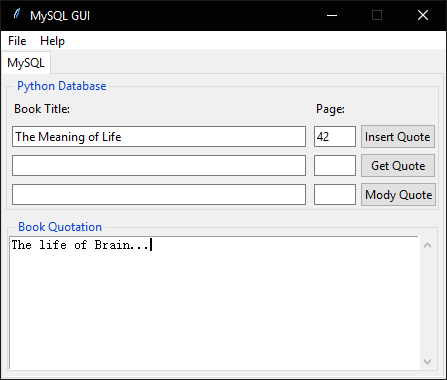 MySQL GUI
File Help
MySQL
Python Database
Book Title: Page:
The Meaning of Life 42 Insert Quote
Get Quote
Mody Quote
Book Quotation
The life of Brain...